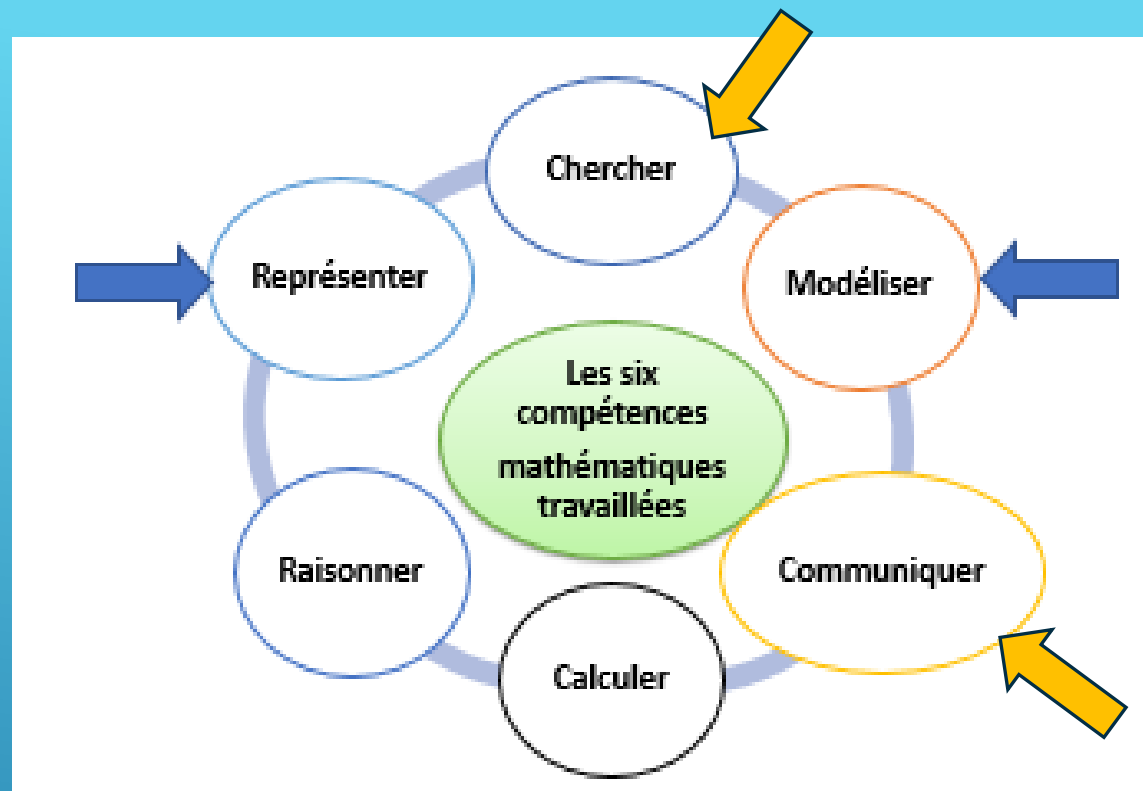 Chercher
Représenter
Modéliser
Les six
compétences
mathématiques
travaillées
Raisonner
Communiquer
Calculer